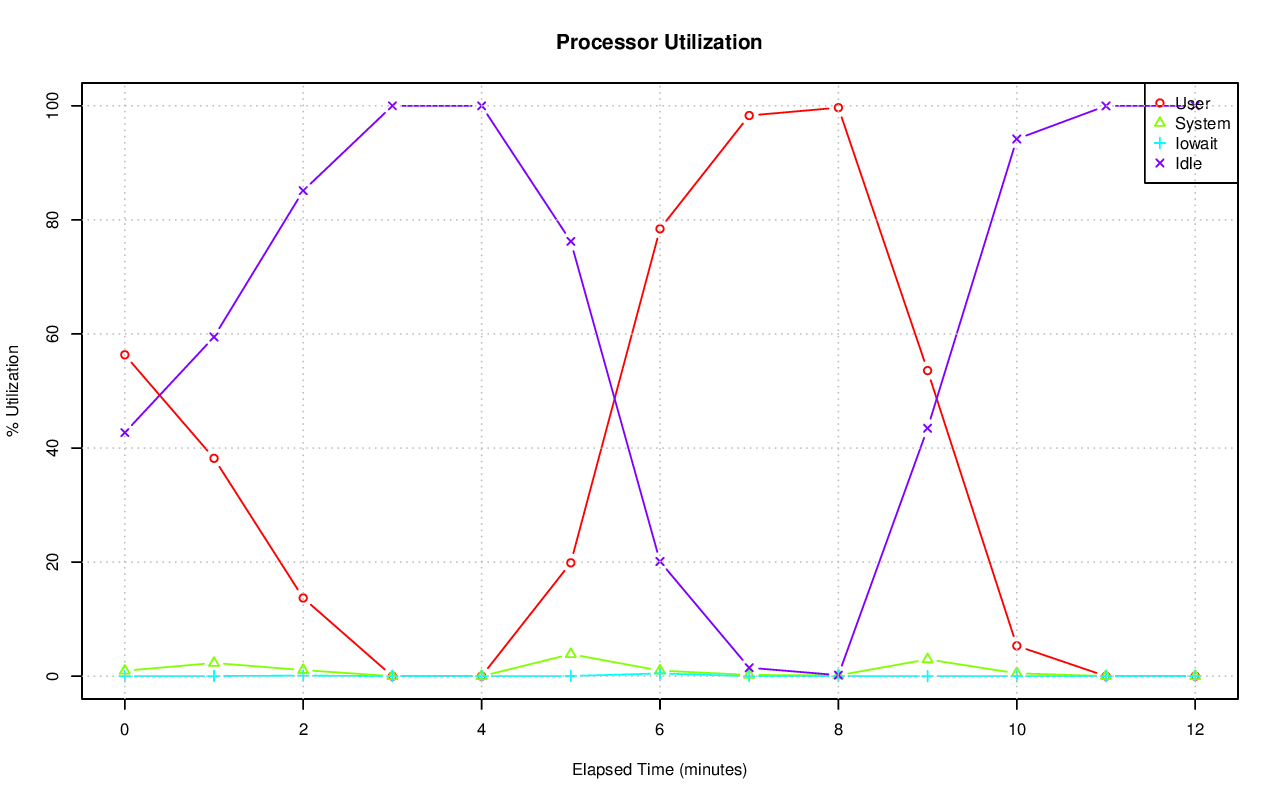 Processor Utilization
% Utilization
100
80
60
40
20
0
User
System
Iowait
Idle
0 2 4 6 8 10 12
Elapsed Time (minutes)